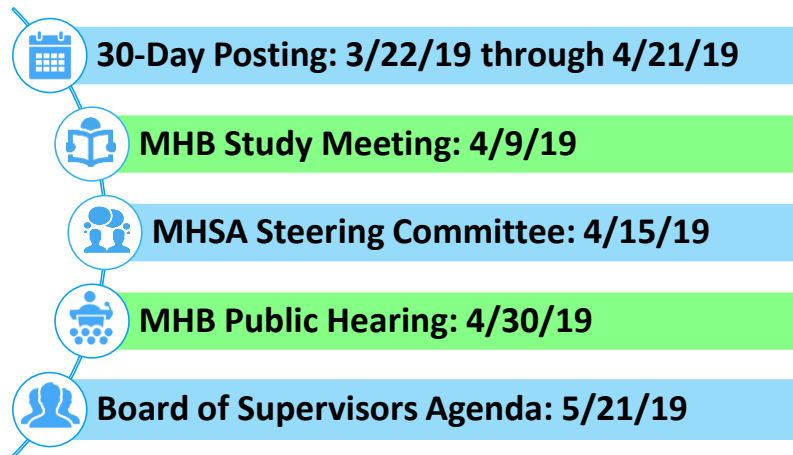 30-Day Posting: 3/22/19 through 4/21/19
MHB Study Meeting: 4/9/19
MHSA Steering Committee: 4/15/19
MHB Public Hearing: 4/30/19
Board of Supervisors Agenda: 5/21/19